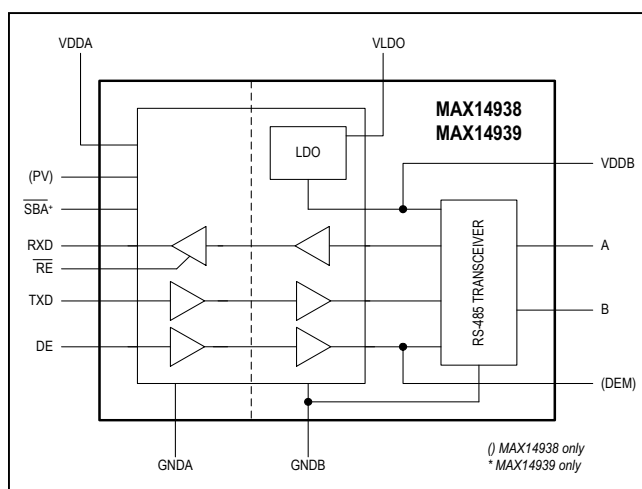 VDDA
VLDO
MAX14938
MAX14939
LDO
VDDB
(PV)
SBA*
RXD
RE
TXD
DE
RS-485 TRANSCEIVER
A
B
(DEM)
GNDA
GNDB
() MAX14938 only
* MAX14939 only